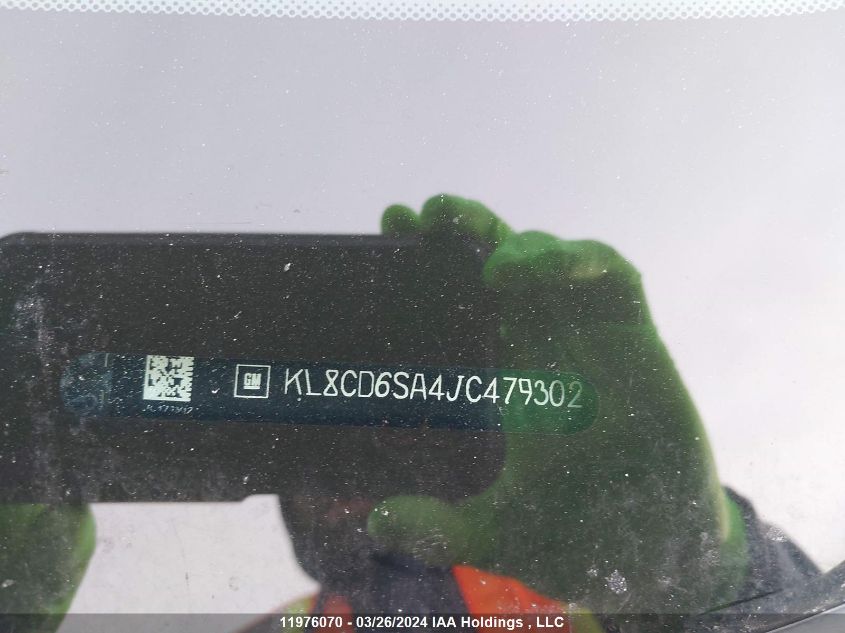 GM KL8CD6SA4JC479302
11976070 - 03/26/2024 IAA Holdings , LLC